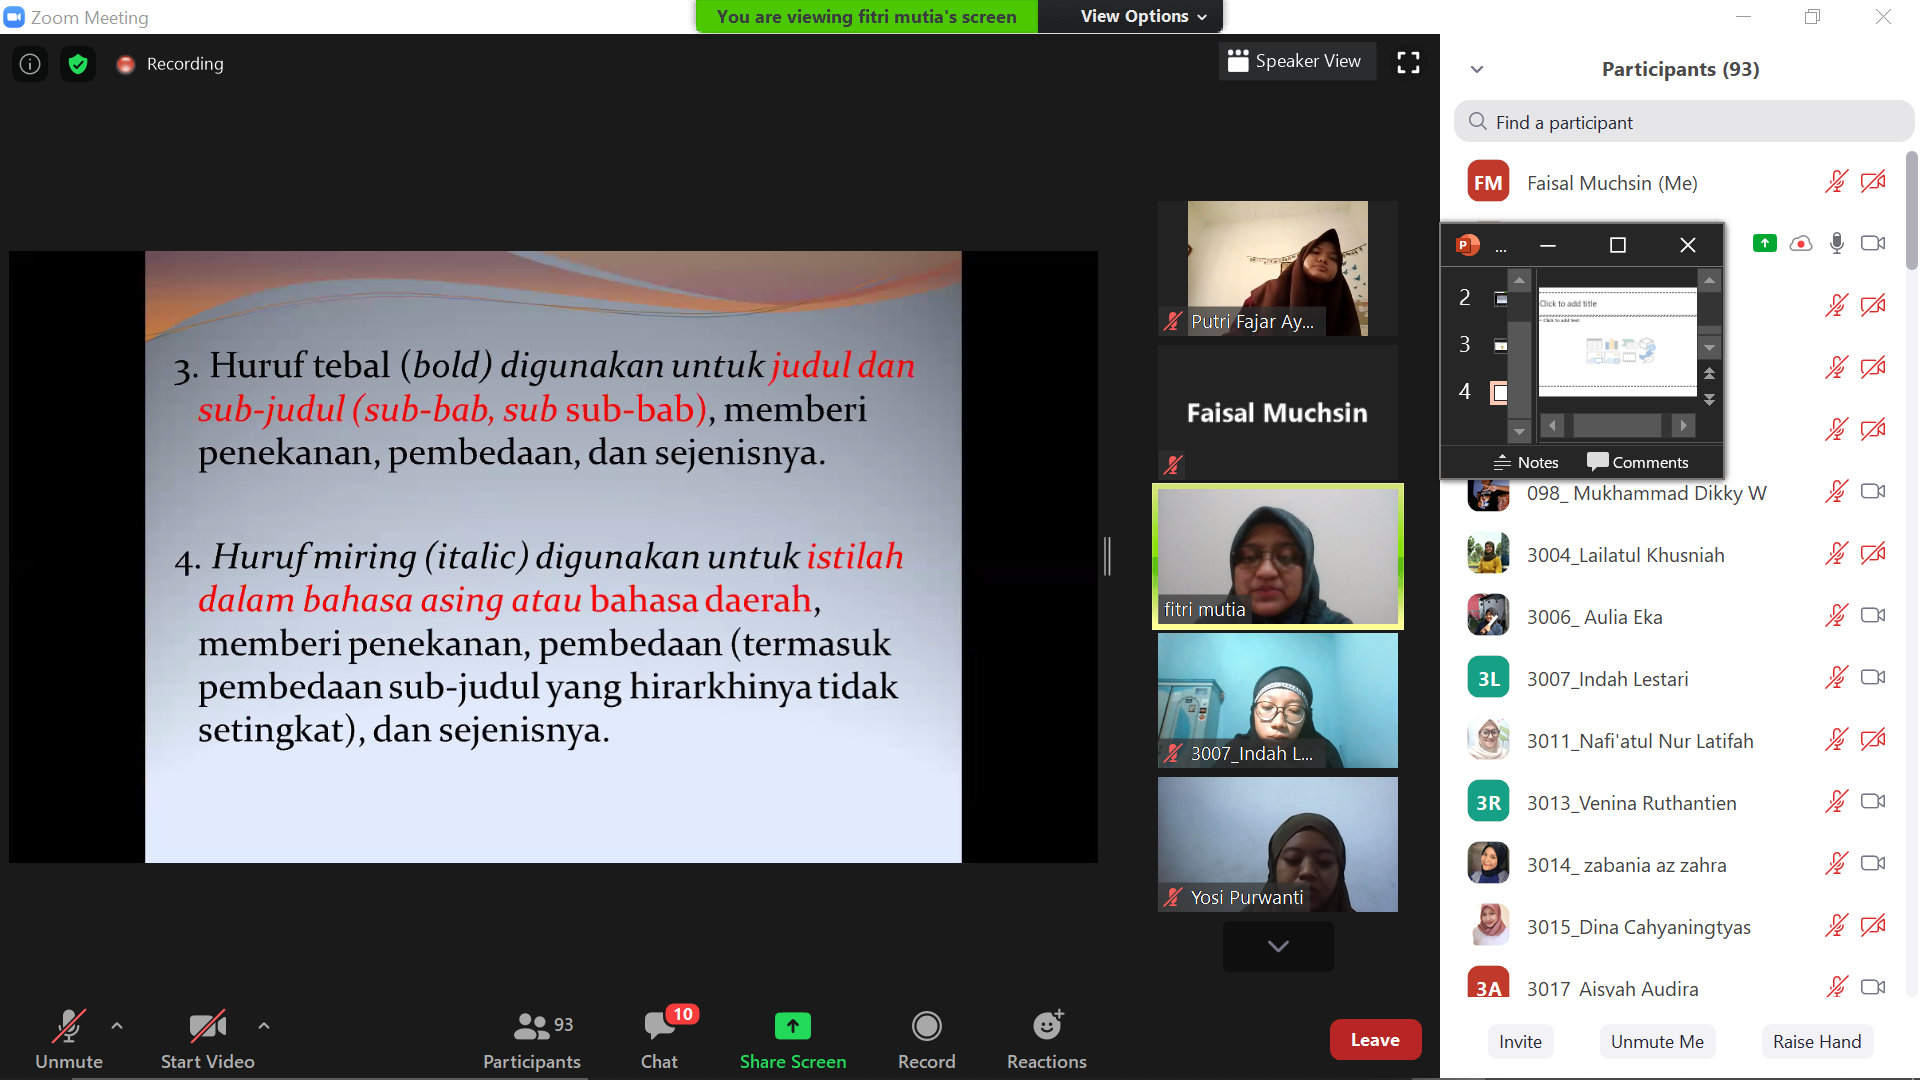 Zoom Meeting
You are viewing fitri mutia's screen
View Options
Recording
Speaker View
3. Huruf tebal (bold) digunakan untuk judul dan
sub-judul (sub-bab, sub sub-bab), memberi
penekanan, pembedaan, dan sejenisnya.
4. Huruf miring (italic) digunakan untuk istilah
dalam bahasa asing atau bahasa daerah,
memberi penekanan, pembedaan (termasuk
pembedaan sub-judul yang hirarkhinya tidak
setingkat), dan sejenisnya.
Putri Fajar Ay...
Faisal Muchsin
fitri mutia
3007_Indah L...
Yosi Purwanti
Participants (93)
Find a participant
FM Faisal Muchsin (Me)
P ...
2
3
4
Click to add title
• Click to add text
Notes
Comments
098_ Mukhammad Dikky W
3004_Lailatul Khusniah
3006_ Aulia Eka
3L 3007_Indah Lestari
3011_Nafi'atul Nur Latifah
3R 3013_Venina Ruthantien
3014_ zabania az zahra
3015_Dina Cahyaningtyas
3A 3017_Aisyah Audira
Invite
Unmute Me
Raise Hand
Unmute
Start Video
93
Participants
10
Chat
Share Screen
Record
Reactions
Leave